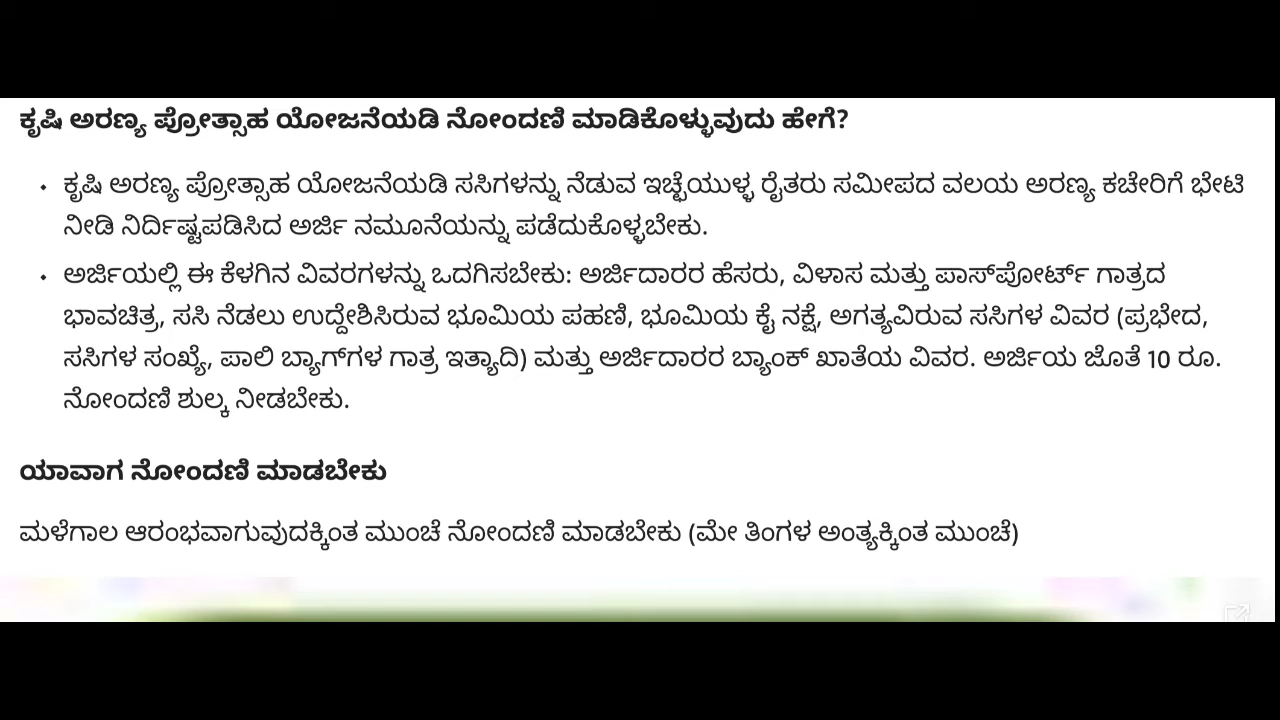 ಕೃಷಿ ಅರಣ್ಯ ಪ್ರೋತ್ಸಾಹ ಯೋಜನೆಯಡಿ ನೋಂದಣಿ ಮಾಡಿಕೊಳ್ಳುವುದು ಹೇಗೆ?
• ಕೃಷಿ ಅರಣ್ಯ ಪ್ರೋತ್ಸಾಹ ಯೋಜನೆಯಡಿ ಸಸಿಗಳನ್ನು ನೆಡುವ ಇಚ್ಛೆಯುಳ್ಳ ರೈತರು ಸಮೀಪದ ವಲಯ ಅರಣ್ಯ ಕಚೇರಿಗೆ ಭೇಟಿ
ನೀಡಿ ನಿರ್ದಿಷ್ಟಪಡಿಸಿದ ಅರ್ಜಿ ನಮೂನೆಯನ್ನು ಪಡೆದುಕೊಳ್ಳಬೇಕು.
• ಅರ್ಜಿಯಲ್ಲಿ ಈ ಕೆಳಗಿನ ವಿವರಗಳನ್ನು ಒದಗಿಸಬೇಕು: ಅರ್ಜಿದಾರರ ಹೆಸರು, ವಿಳಾಸ ಮತ್ತು ಪಾಸ್‌ಪೋರ್ಟ್ ಗಾತ್ರದ
ಭಾವಚಿತ್ರ, ಸಸಿ ನೆಡಲು ಉದ್ದೇಶಿಸಿರುವ ಭೂಮಿಯ ಪಹಣಿ, ಭೂಮಿಯ ಕೈ ನಕ್ಷೆ, ಅಗತ್ಯವಿರುವ ಸಸಿಗಳ ವಿವರ (ಪ್ರಭೇದ,
ಸಸಿಗಳ ಸಂಖ್ಯೆ, ಪಾಲಿ ಬ್ಯಾಗ್‌ಗಳ ಗಾತ್ರ ಇತ್ಯಾದಿ) ಮತ್ತು ಅರ್ಜಿದಾರರ ಬ್ಯಾಂಕ್ ಖಾತೆಯ ವಿವರ. ಅರ್ಜಿಯ ಜೊತೆ 10 ರೂ.
ನೋಂದಣಿ ಶುಲ್ಕ ನೀಡಬೇಕು.
ಯಾವಾಗ ನೋಂದಣಿ ಮಾಡಬೇಕು
ಮಳೆಗಾಲ ಆರಂಭವಾಗುವುದಕ್ಕಿಂತ ಮುಂಚೆ ನೋಂದಣಿ ಮಾಡಬೇಕು (ಮೇ ತಿಂಗಳ ಅಂತ್ಯಕ್ಕಿಂತ ಮುಂಚೆ)